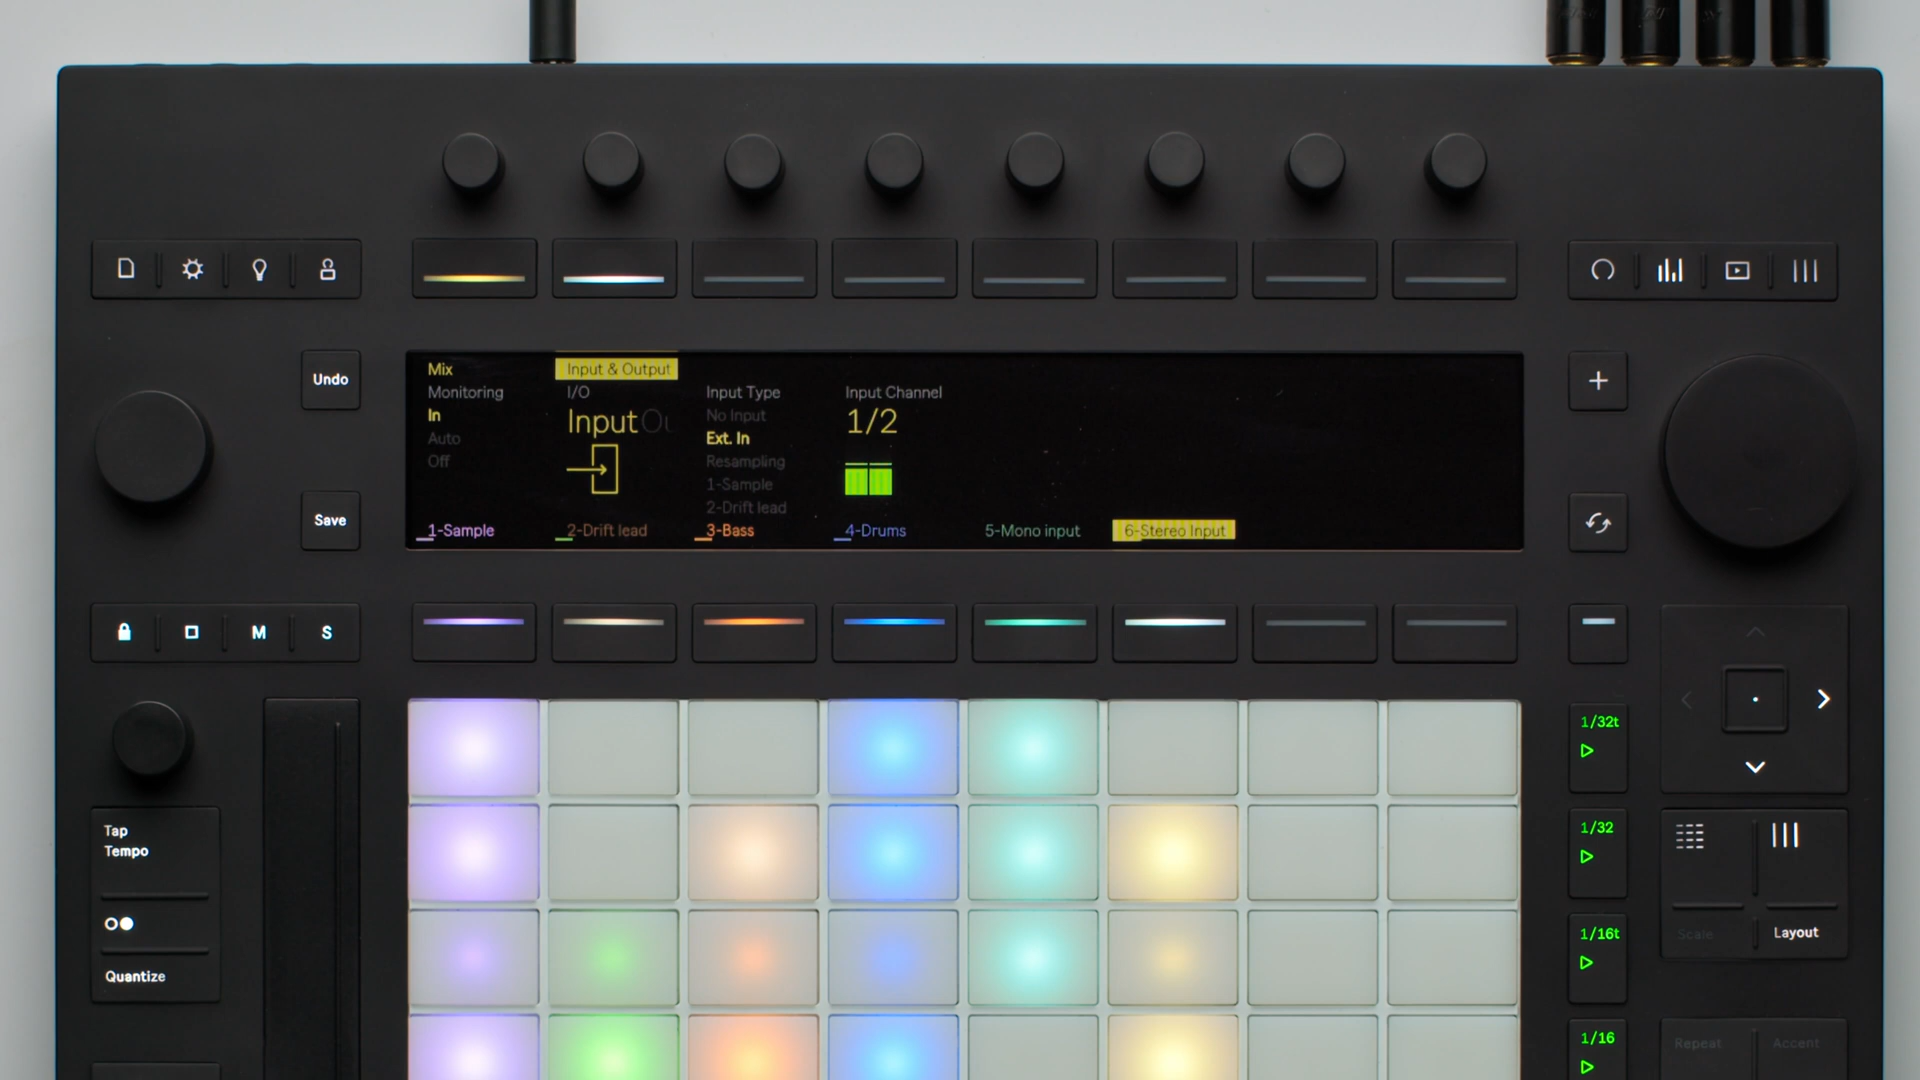 Undo
Save
Mix
Input & Output
Monitoring
I/O
Input Type
Input Channel
In
Input
No Input
1/2
Auto
Ext. In
Off
Resampling
1-Sample
2-Drift lead
1-Sample
2-Drift lead
3-Bass
4-Drums
5-Mono input
6-Stereo Input
M
S
1/32t
1/32
Tap
Tempo
1/16t
Scale
Layout
Quantize
1/16
Repeat
Accent